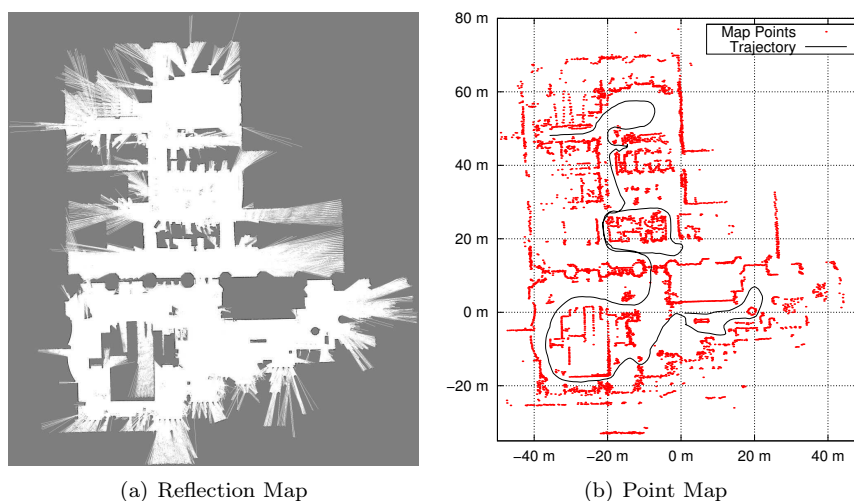 80 m
Map Points
Trajectory
60 m
40 m
20 m
0 m
−20 m
−40 m −20 m 0 m 20 m 40 m
(a) Reflection Map
(b) Point Map